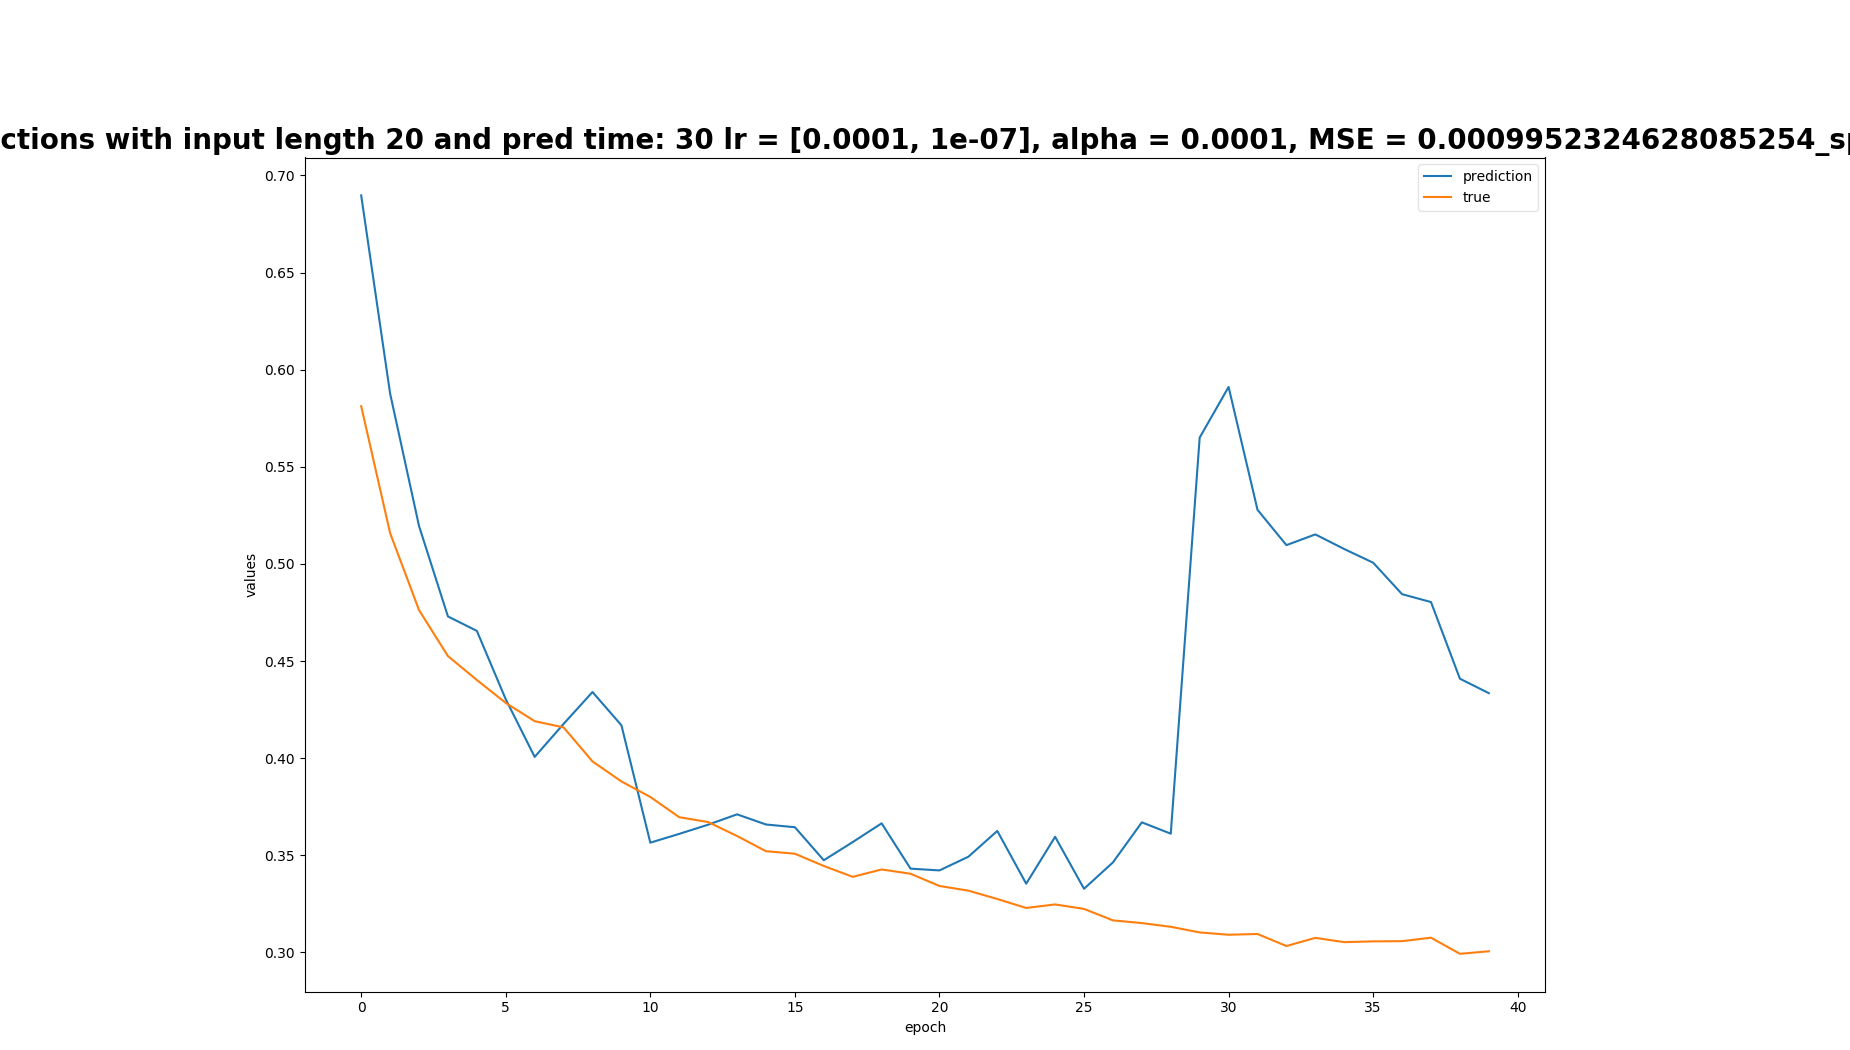 ctions with input length 20 and pred time: 30 lr = [0.0001, 1e-07], alpha = 0.0001, MSE = 0.0009952324628085254_sp
prediction
true
0.70
0.65
0.60
0.55
0.50
0.45
0.40
0.35
0.30
values
0 5 10 15 20 25 30 35 40
epoch